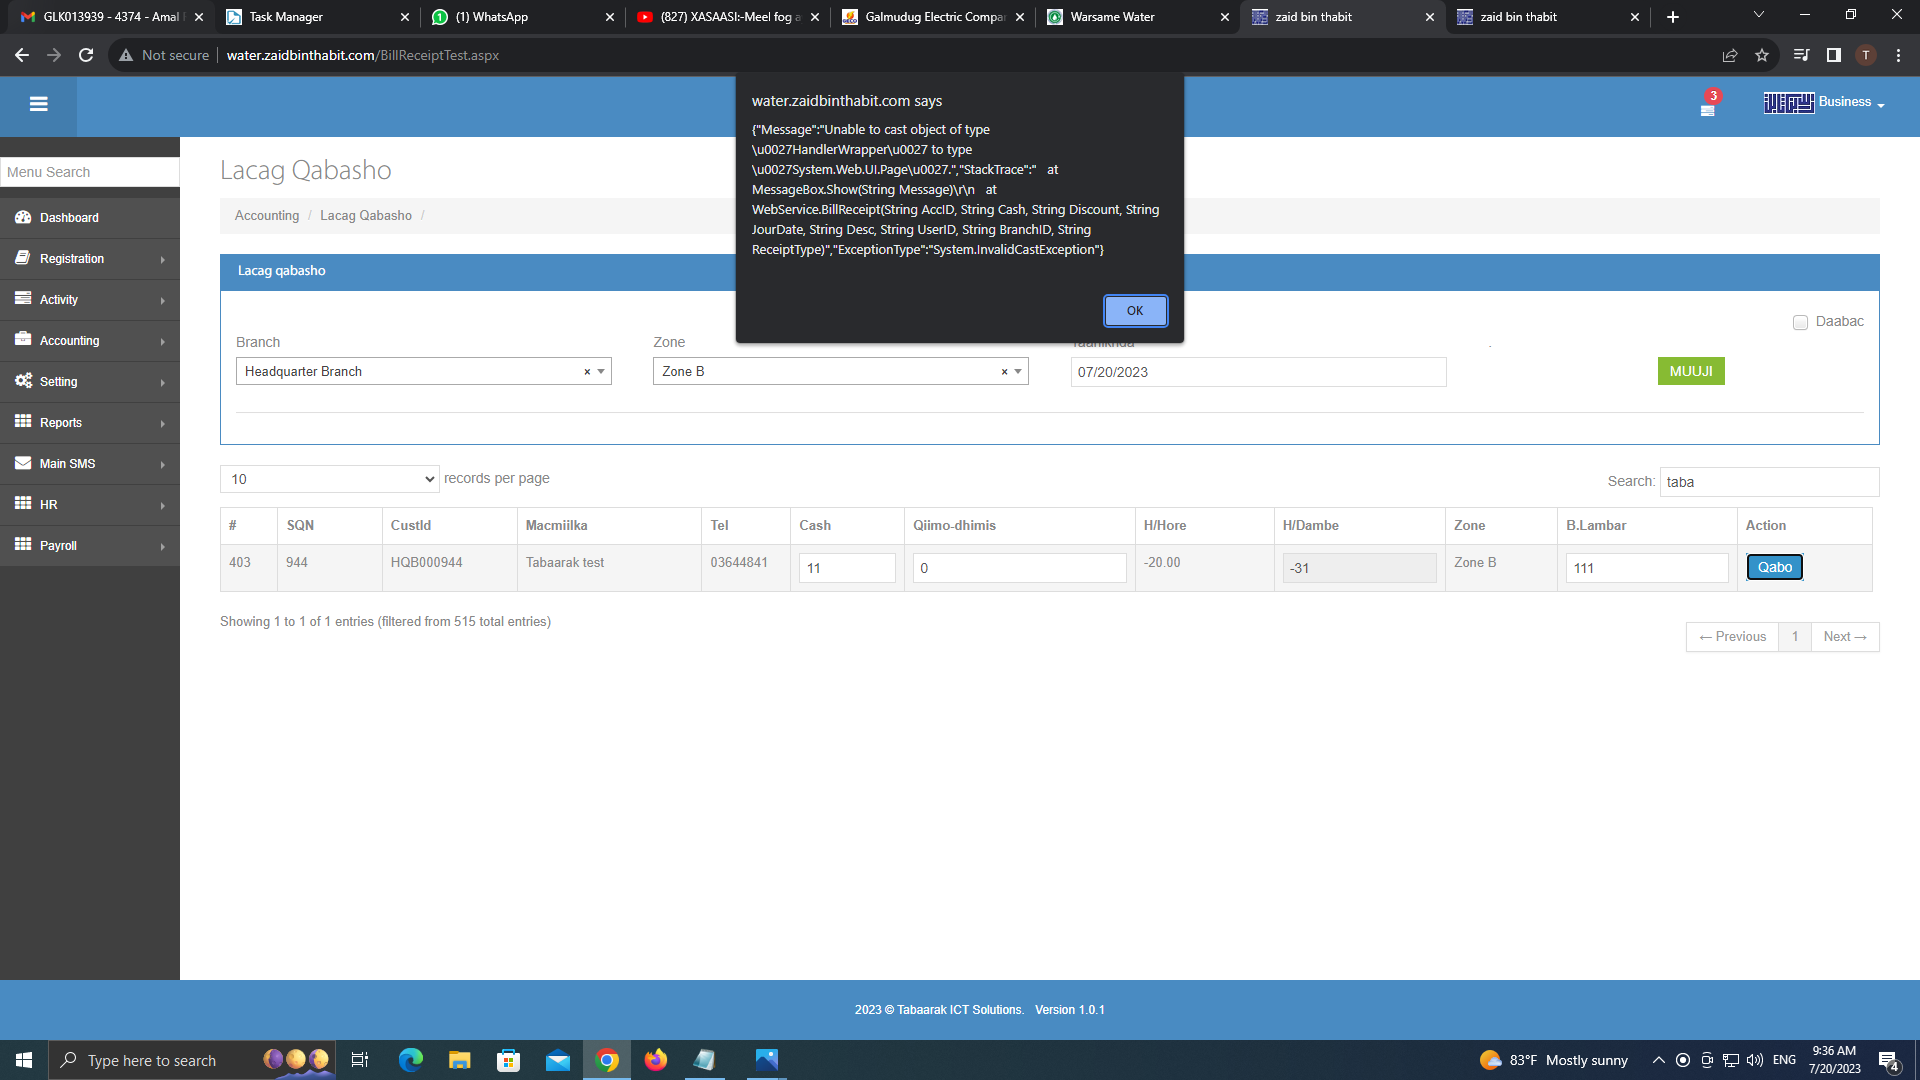 GLK013939 - 4374 - Amal
Task Manager
(1) WhatsApp
(827) XASAASI:-Meel fog a
Galmudug Electric Compa
Warsame Water
zaid bin thabit
zaid bin thabit
Not secure
water.zaidbinthabit.com/BillReceiptTest.aspx
T
3
Business
water.zaidbinthabit.com says
{"Message":"Unable to cast object of type
\u0027HandlerWrapper\u0027 to type
\u0027System.Web.UI.Page\u0027.","StackTrace":"   at
MessageBox.Show(String Message)\r\n   at
WebService.BillReceipt(String AccID, String Cash, String Discount, String
JourDate, String Desc, String UserID, String BranchID, String
ReceiptType)","ExceptionType":"System.InvalidCastException"}
OK
Menu Search
Dashboard
Registration
Activity
Accounting
Setting
Reports
Main SMS
HR
Payroll
Lacag Qabasho
Accounting / Lacag Qabasho /
Lacag qabasho
Daabac
Branch
Zone
.
Headquarter Branch × 
Zone B × 
07/20/2023
MUUJI
10 records per page
Search: taba
# SQN CustId Macmiilka Tel Cash Qiimo-dhimis H/Hore H/Dambe Zone B.Lambar Action
403 944 HQB000944 Tabaarak test 03644841 11 0 -20.00 -31 Zone B 111 Qabo
Showing 1 to 1 of 1 entries (filtered from 515 total entries)
← Previous 1 Next →
2023 © Tabaarak ICT Solutions. Version 1.0.1
Type here to search
83°F Mostly sunny
ENG
9:36 AM
7/20/2023
4